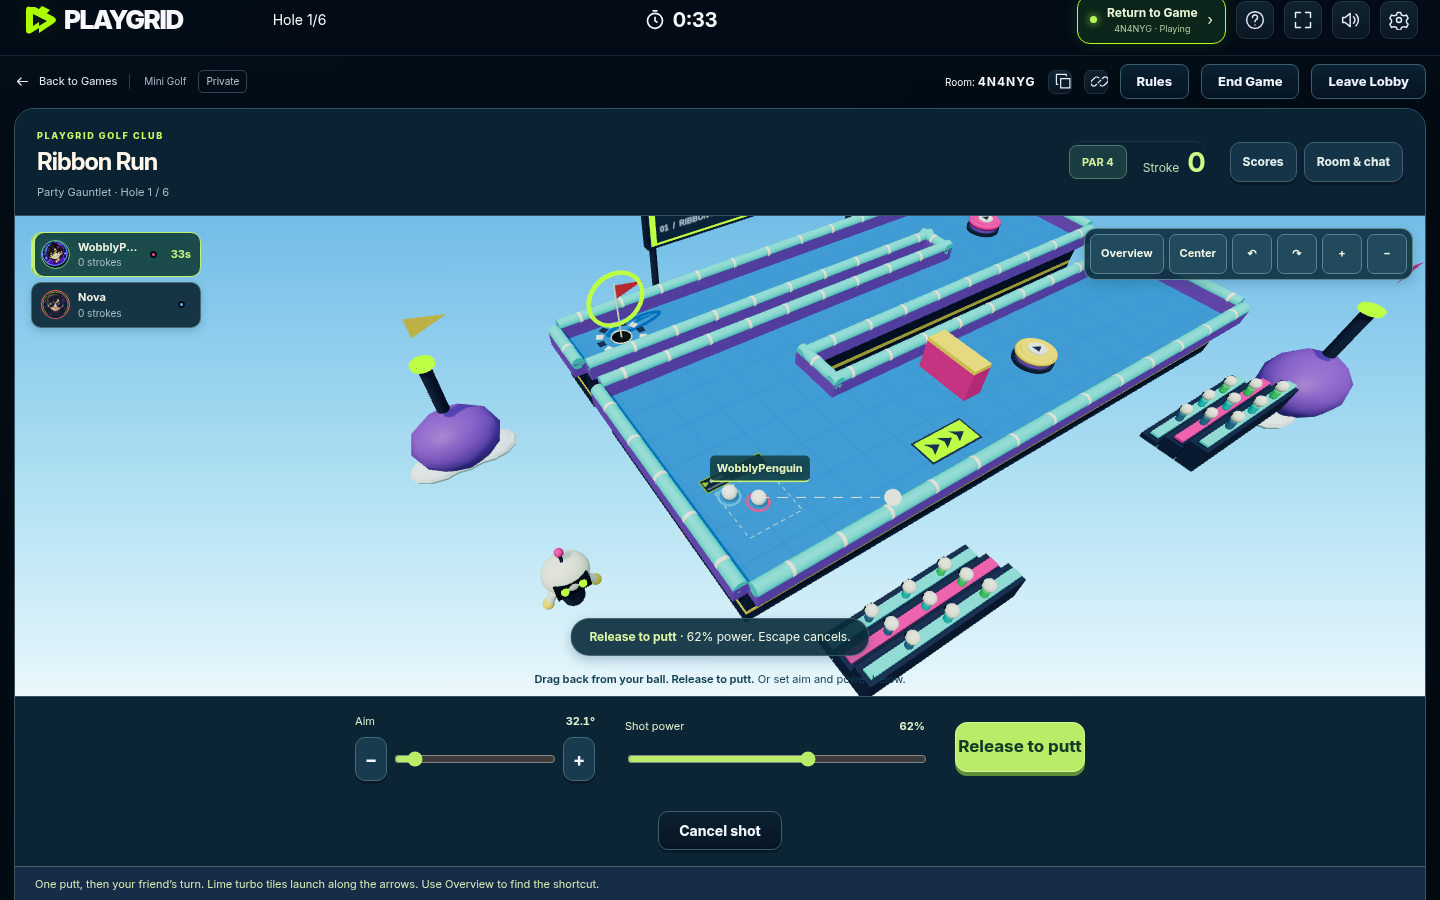 PLAYGRID
Hole 1/6
0:33
Return to Game
4N4NYG · Playing
Back to Games
Mini Golf
Private
Room: 4N4NYG
Rules
End Game
Leave Lobby
PLAYGRID GOLF CLUB
Ribbon Run
Party Gauntlet · Hole 1 / 6
PAR 4
Stroke 0
Scores
Room & chat
WobblyP...
0 strokes
33s
Nova
0 strokes
01 / RIBBON
Overview
Center
WobblyPenguin
Release to putt · 62% power. Escape cancels.
Drag back from your ball. Release to putt. Or set aim and power below.
Aim
32.1°
Shot power
62%
Release to putt
Cancel shot
One putt, then your friend’s turn. Lime turbo tiles launch along the arrows. Use Overview to find the shortcut.